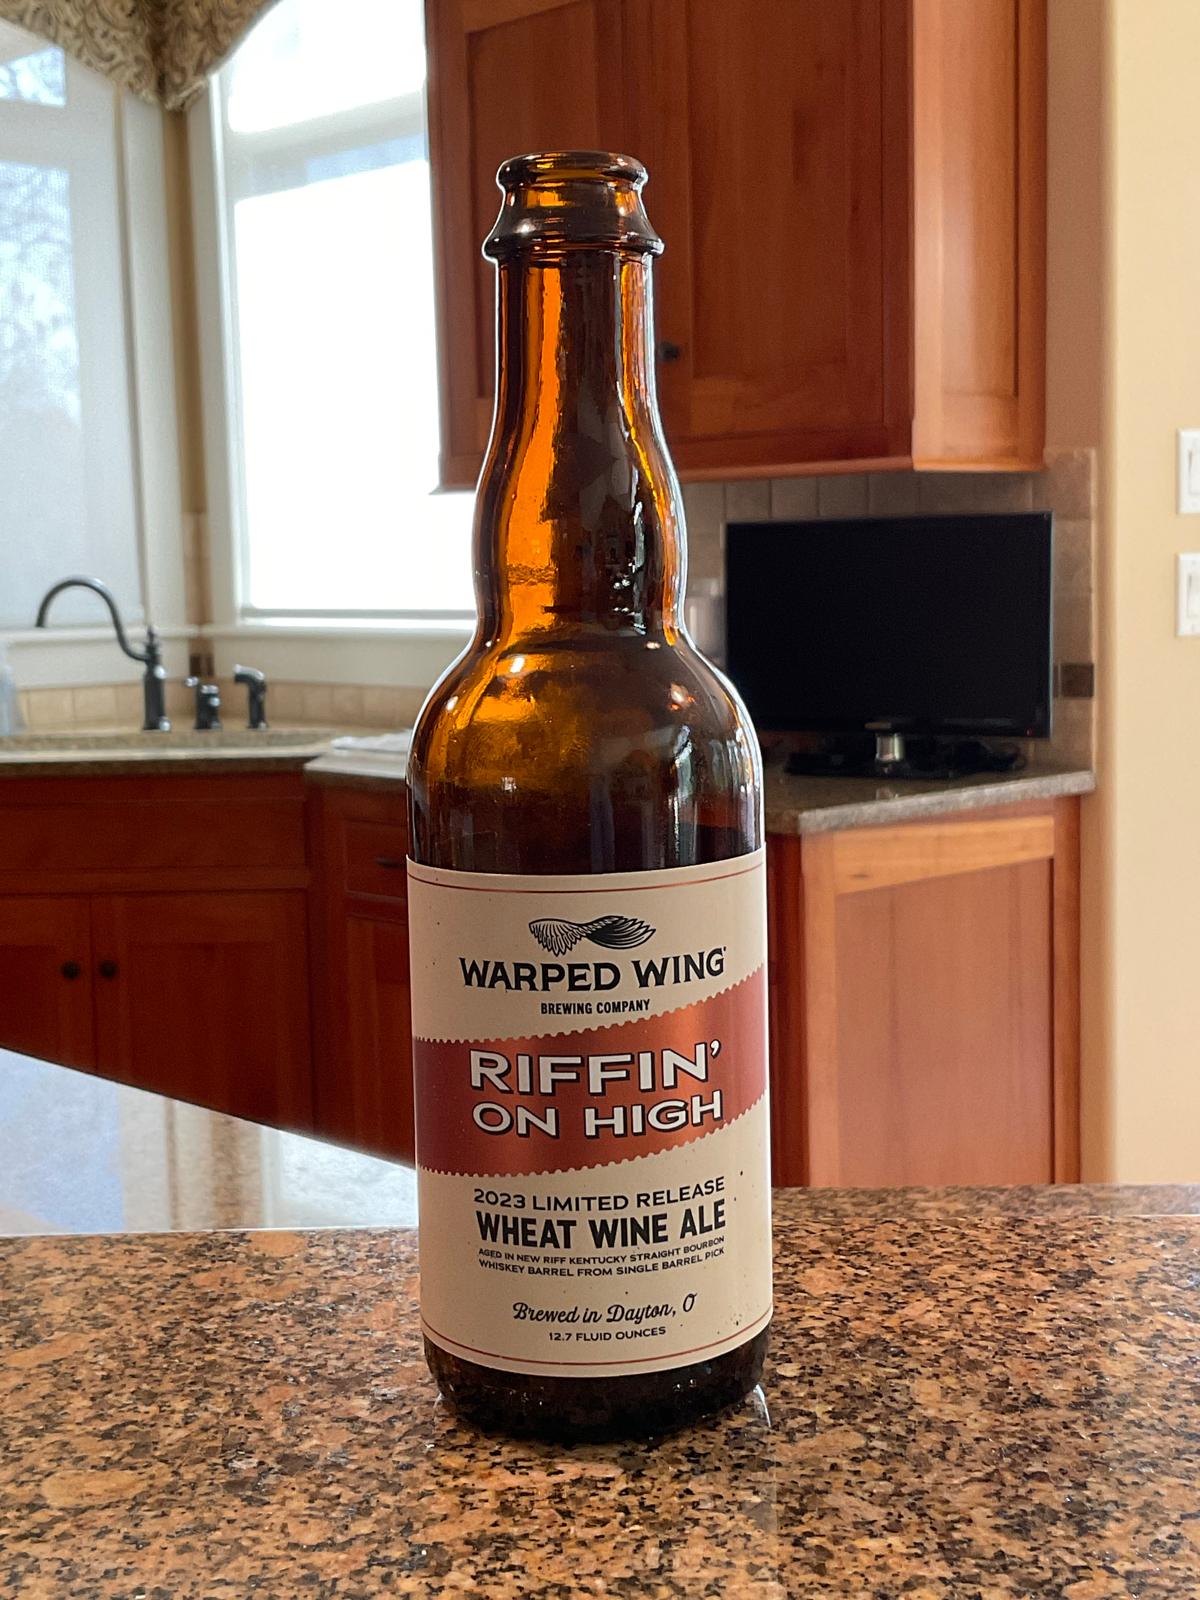 WARPED WING
BREWING COMPANY
RIFFIN'
ON HIGH
2023 LIMITED RELEASE
WHEAT WINE ALE
AGED IN NEW RIFF KENTUCKY STRAIGHT BOURBON
WHISKEY BARREL FROM SINGLE BARREL PICK
Brewed in Dayton, O
12.7 FLUID OUNCES